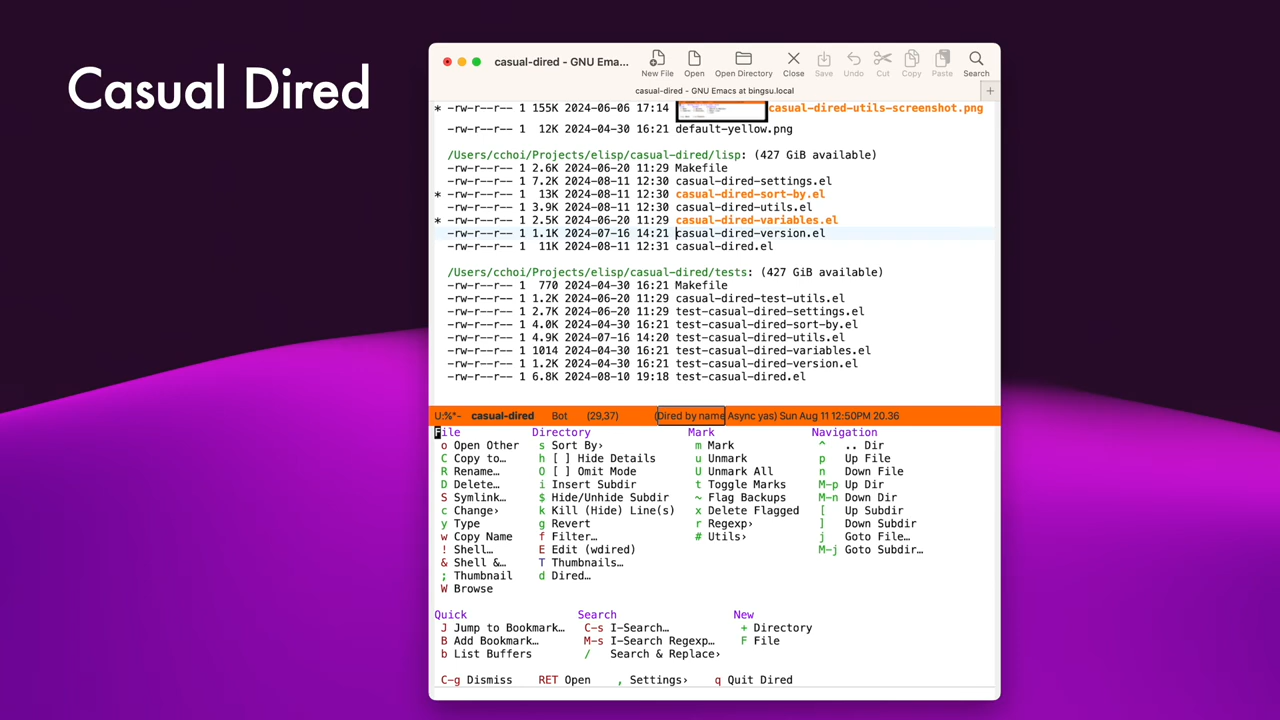 Casual Dired
casual-dired - GNU Ema...
New File Open Open Directory Close Save Undo Cut Copy Paste Search
casual-dired - GNU Emacs at bingsu.local +
* -rw-r--r-- 1 155K 2024-06-06 17:14 casual-dired-utils-screenshot.png
-rw-r--r-- 1 12K 2024-04-30 16:21 default-yellow.png
/Users/cchoi/Projects/elisp/casual-dired/lisp: (427 GiB available)
-rw-r--r-- 1 2.6K 2024-06-20 11:29 Makefile
-rw-r--r-- 1 7.2K 2024-08-11 12:30 casual-dired-settings.el
* -rw-r--r-- 1 13K 2024-08-11 12:30 casual-dired-sort-by.el
-rw-r--r-- 1 3.9K 2024-08-11 12:30 casual-dired-utils.el
* -rw-r--r-- 1 2.5K 2024-06-20 11:29 casual-dired-variables.el
-rw-r--r-- 1 1.1K 2024-07-16 14:21 casual-dired-version.el
-rw-r--r-- 1 11K 2024-08-11 12:31 casual-dired.el
/Users/cchoi/Projects/elisp/casual-dired/tests: (427 GiB available)
-rw-r--r-- 1 770 2024-04-30 16:21 Makefile
-rw-r--r-- 1 1.2K 2024-06-20 11:29 casual-dired-test-utils.el
-rw-r--r-- 1 2.7K 2024-06-20 11:29 test-casual-dired-settings.el
-rw-r--r-- 1 4.0K 2024-04-30 16:21 test-casual-dired-sort-by.el
-rw-r--r-- 1 4.9K 2024-07-16 14:20 test-casual-dired-utils.el
-rw-r--r-- 1 1014 2024-04-30 16:21 test-casual-dired-variables.el
-rw-r--r-- 1 1.2K 2024-04-30 16:21 test-casual-dired-version.el
-rw-r--r-- 1 6.8K 2024-08-10 19:18 test-casual-dired.el
U:%*- casual-dired Bot (29,37) (Dired by name Async yas) Sun Aug 11 12:50PM 20.36
File Directory Mark Navigation
o Open Other s Sort By› m Mark ^ .. Dir
C Copy to… h [ ] Hide Details u Unmark p Up File
R Rename… O [ ] Omit Mode U Unmark All n Down File
D Delete… i Insert Subdir t Toggle Marks M-p Up Dir
S Symlink… $ Hide/Unhide Subdir ~ Flag Backups M-n Down Dir
c Change› k Kill (Hide) Line(s) x Delete Flagged [ Up Subdir
y Type g Revert r Regexp› ] Down Subdir
w Copy Name f Filter… # Utils› j Goto File…
! Shell… E Edit (wdired) M-j Goto Subdir…
& Shell &… T Thumbnails…
; Thumbnail d Dired…
W Browse
Quick Search New
J Jump to Bookmark… C-s I-Search… + Directory
B Add Bookmark… M-s I-Search Regexp… F File
b List Buffers / Search & Replace›
C-g Dismiss RET Open , Settings› q Quit Dired